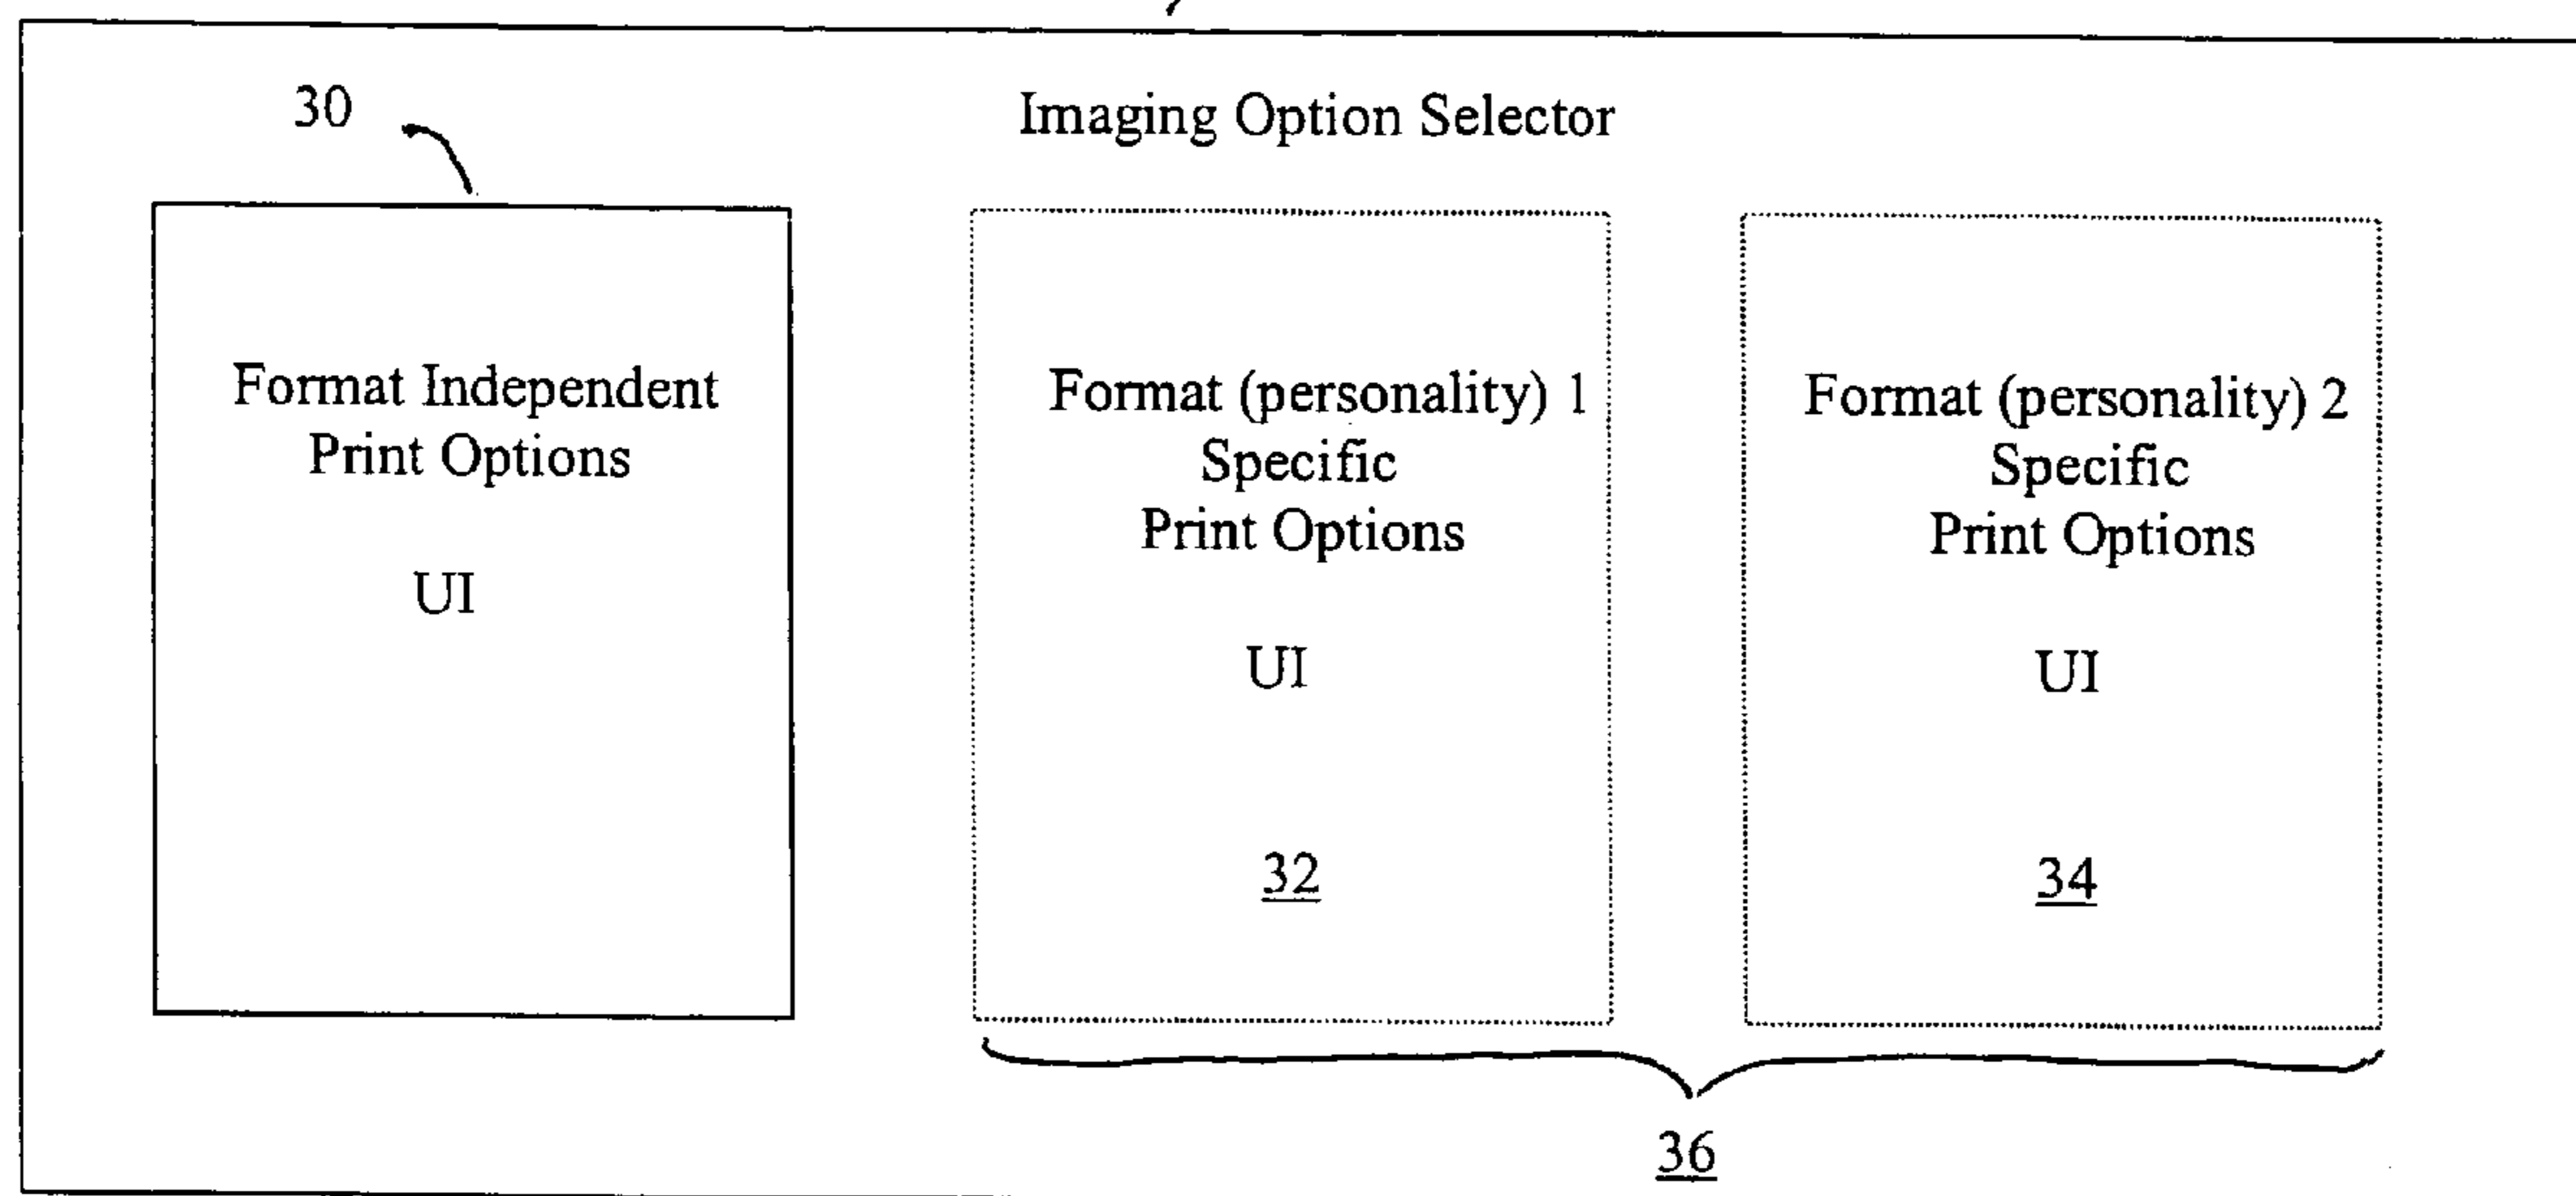 30
Imaging Option Selector
Format Independent
Print Options
UI
Format (personality) 1
Specific
Print Options
UI
32
Format (personality) 2
Specific
Print Options
UI
34
36